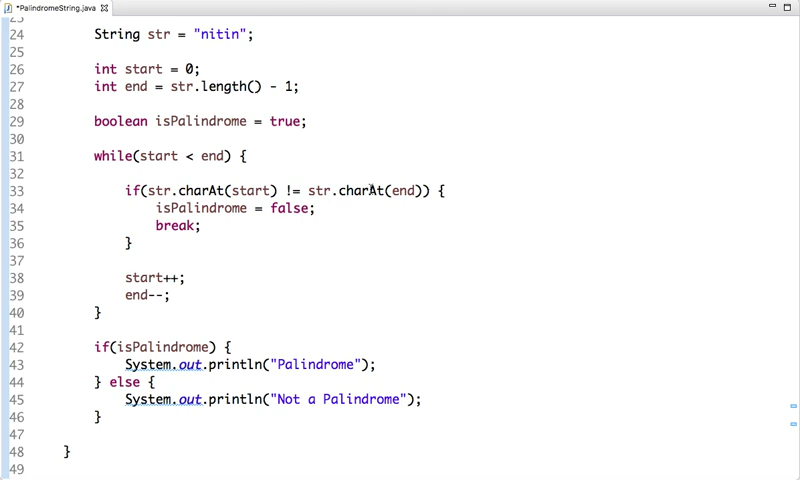 *PalindromeString.java
23
24 String str = "nitin";
25
26 int start = 0;
27 int end = str.length() - 1;
28
29 boolean isPalindrome = true;
30
31 while(start < end) {
32
33 if(str.charAt(start) != str.charAt(end)) {
34 isPalindrome = false;
35 break;
36 }
37
38 start++;
39 end--;
40 }
41
42 if(isPalindrome) {
43 System.out.println("Palindrome");
44 } else {
45 System.out.println("Not a Palindrome");
46 }
47
48 }
49